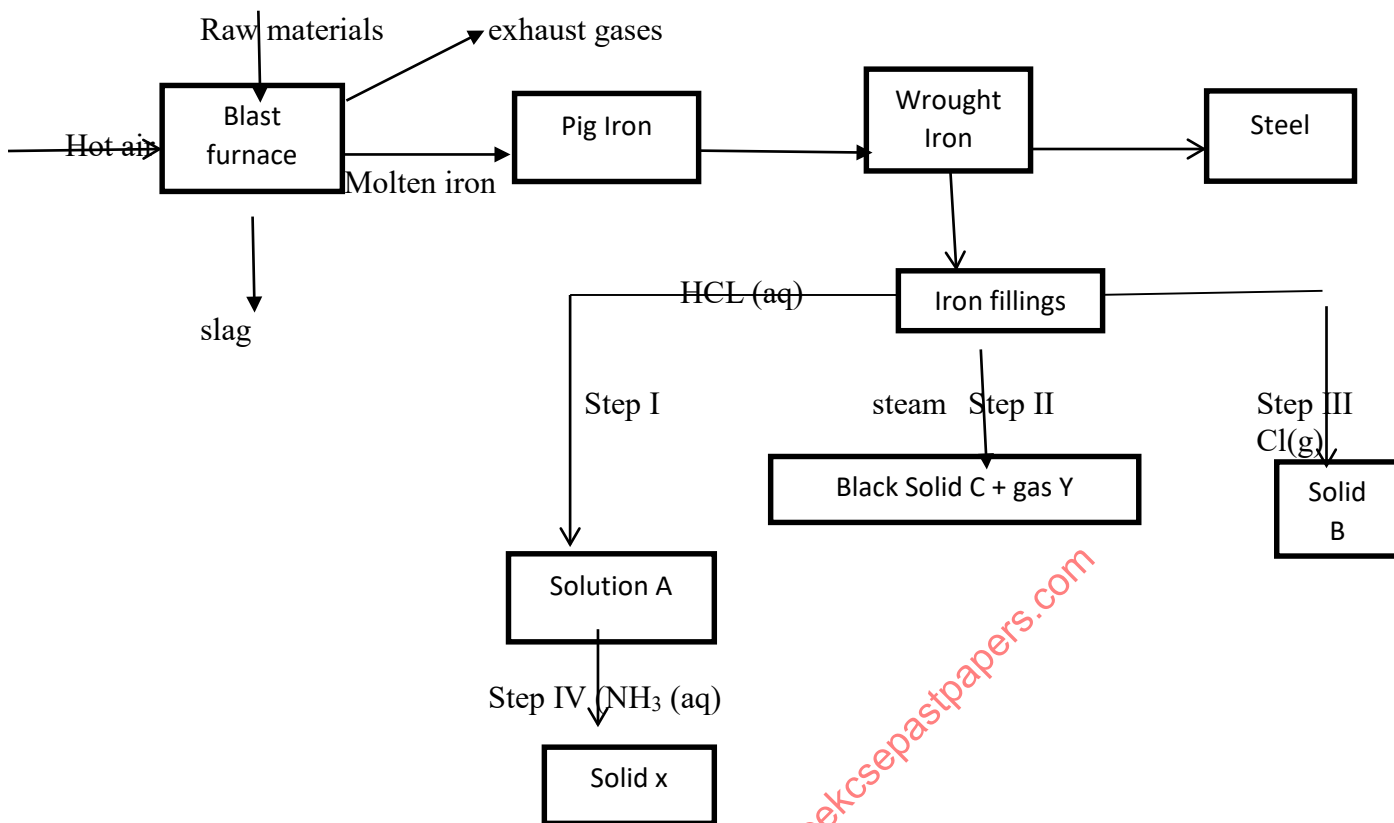 Raw materials
exhaust gases
Blast
furnace
Pig Iron
Wrought
Iron
Steel
Hot air
Molten iron
slag
HCL (aq)
Iron fillings
Step I
steam Step II
Step III
Cl(g)
Black Solid C + gas Y
Solid
B
Solution A
Step IV (NH₃ (aq)
Solid x
eekcsepastpapers.com